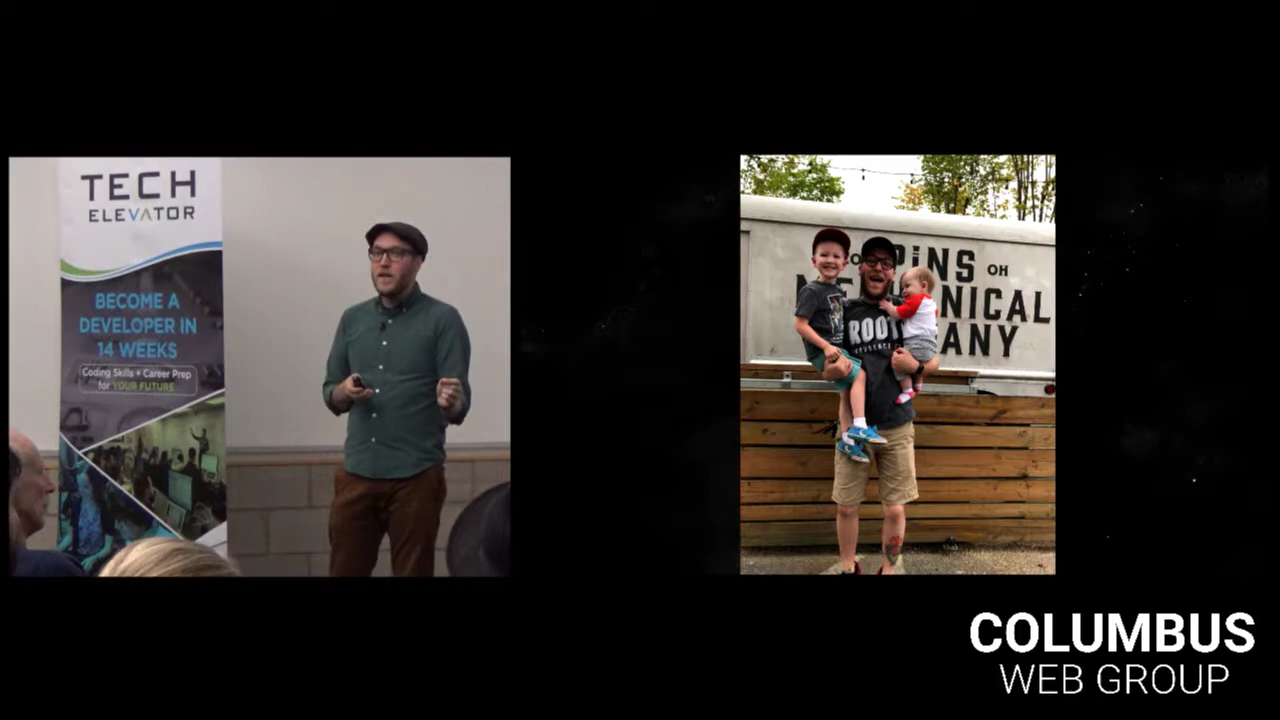 TECH
ELEVATOR
BECOME A
DEVELOPER IN
14 WEEKS
Coding Skills + Career Prep
for YOUR FUTURE
PINS OH
NICAL
ANY
ROOT
COLUMBUS
WEB GROUP